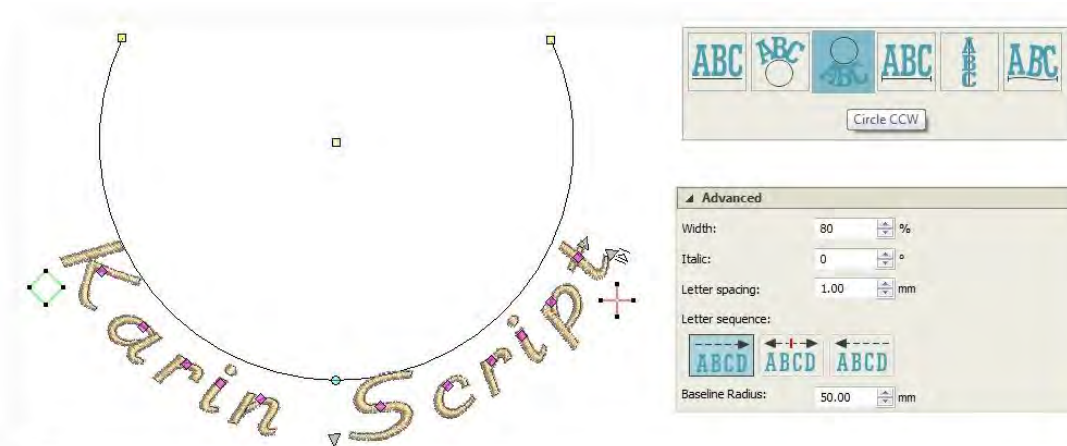 Karin Script
ABC ABC ABC ABC ABC ABC
Circle CCW
Advanced
Width: 80 %
Italic: 0 °
Letter spacing: 1.00 mm
Letter sequence:
ABCD ABCD ABCD
Baseline Radius: 50.00 mm